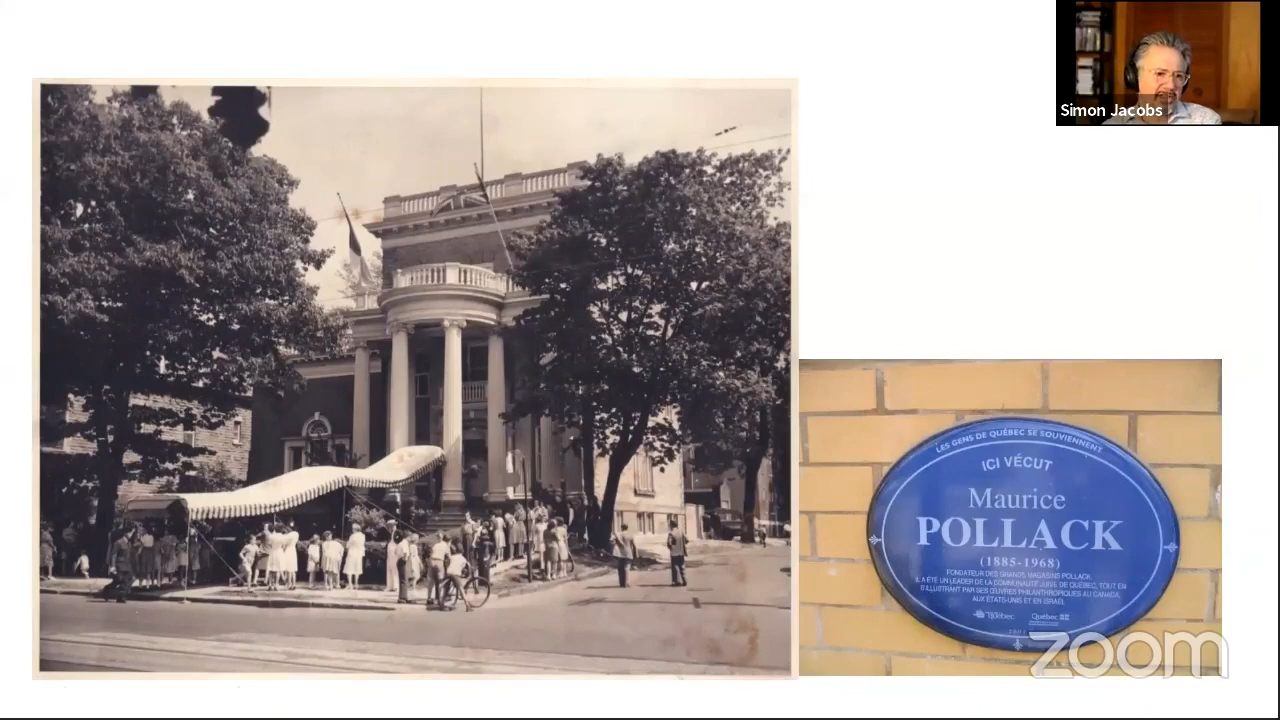 Simon Jacobs
LES GENS DE QUÉBEC SE SOUVIENNENT
ICI VÉCUT
Maurice
POLLACK
(1885-1968)
FONDATEUR DES GRANDS MAGASINS POLLACK,
IL A ÉTÉ UN LEADER DE LA COMMUNAUTÉ JUIVE DE QUÉBEC, TOUT EN
S'ILLUSTRANT PAR SES ŒUVRES PHILANTHROPIQUES AU CANADA,
AUX ÉTATS-UNIS ET EN ISRAËL
Québec
zoom